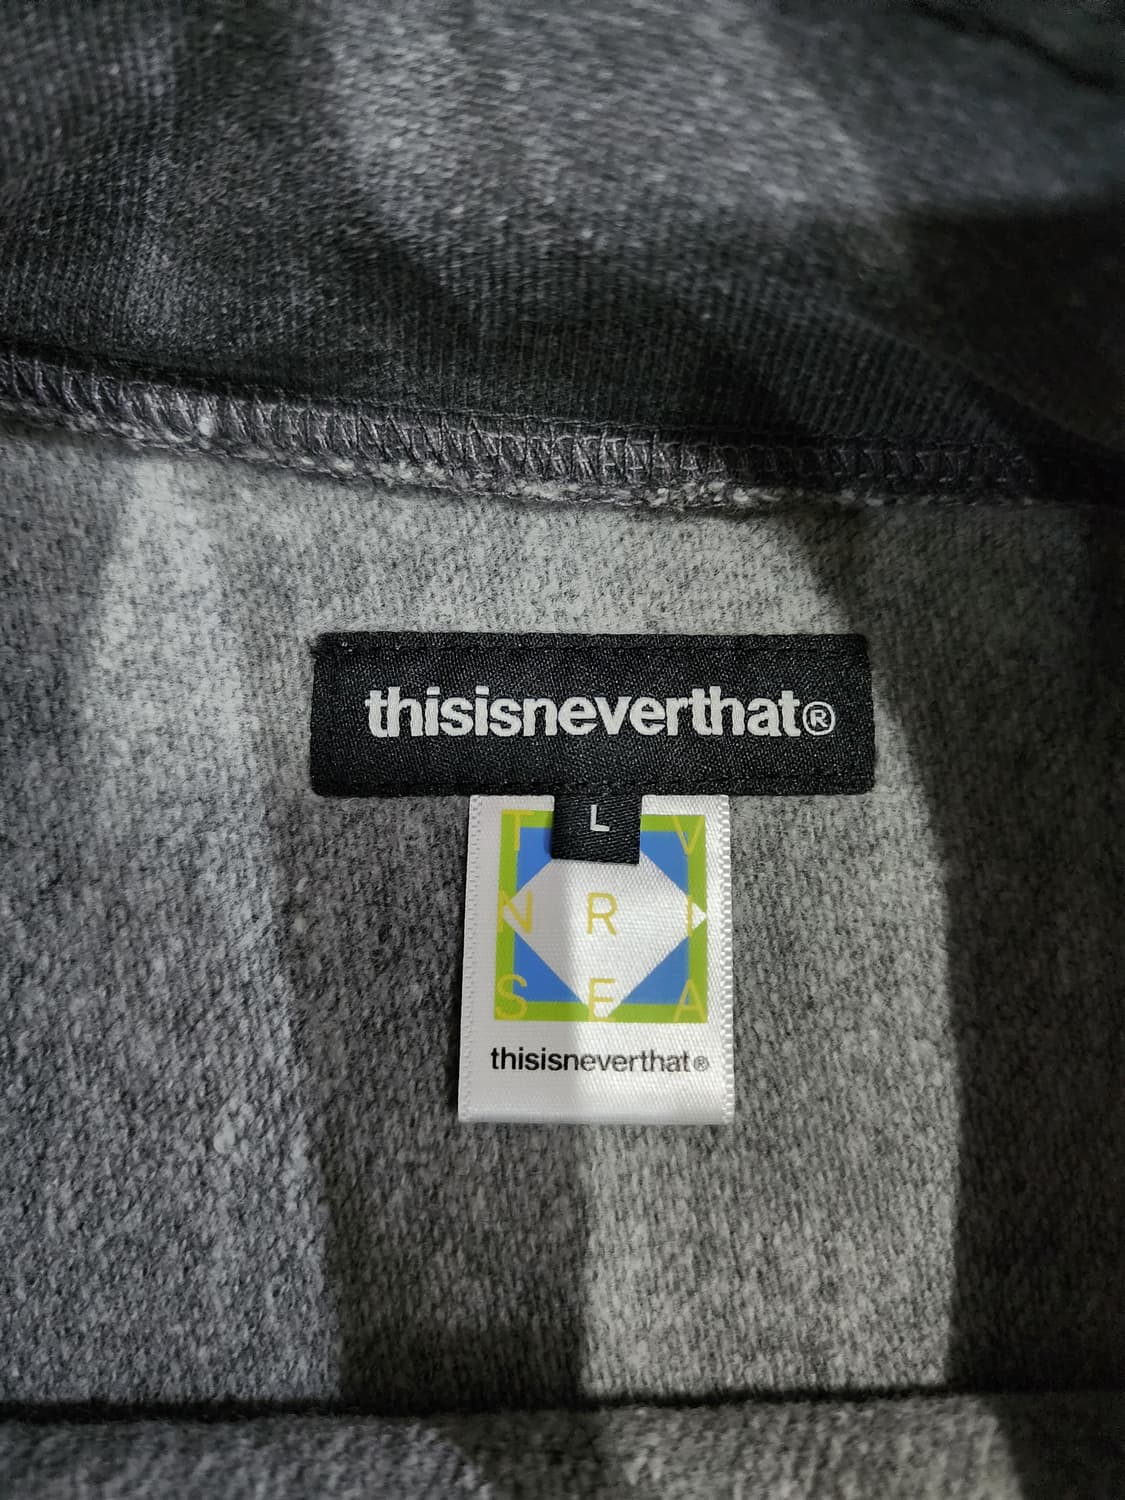 thisisneverthat®
L
T V
N R I
S E A
thisisneverthat®